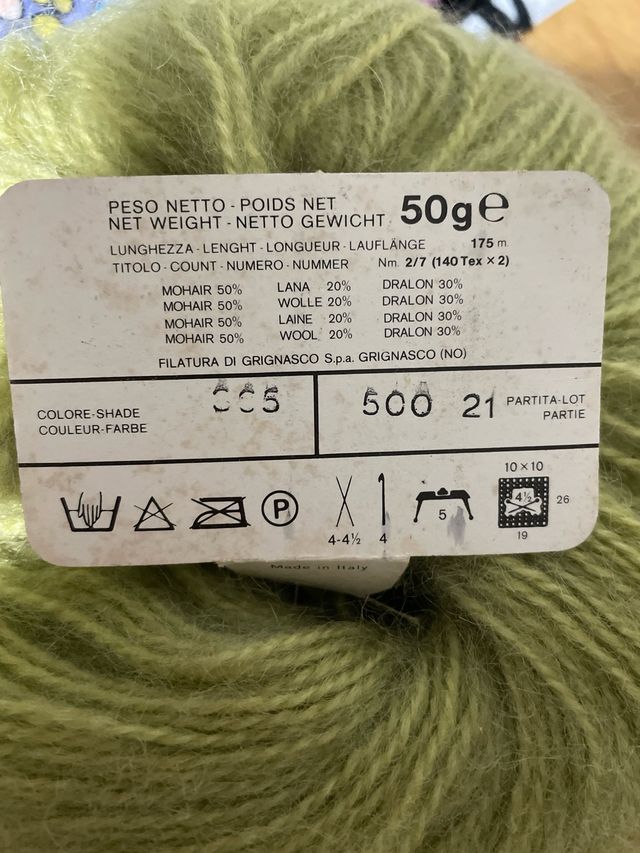 PESO NETTO - POIDS NET
NET WEIGHT - NETTO GEWICHT 50g℮
LUNGHEZZA - LENGHT - LONGUEUR - LAUFLÄNGE 175 m
TITOLO - COUNT - NUMERO - NUMMER Nm. 2/7 (140 Tex × 2)
MOHAIR 50% LANA 20% DRALON 30%
MOHAIR 50% WOLLE 20% DRALON 30%
MOHAIR 50% LAINE 20% DRALON 30%
MOHAIR 50% WOOL 20% DRALON 30%
FILATURA DI GRIGNASCO S.p.a. GRIGNASCO (NO)
COLORE-SHADE
COULEUR-FARBE
500 21 PARTITA-LOT
PARTIE
10×10
P 5 4½ 26
4-4½ 4 19
Made in Italy